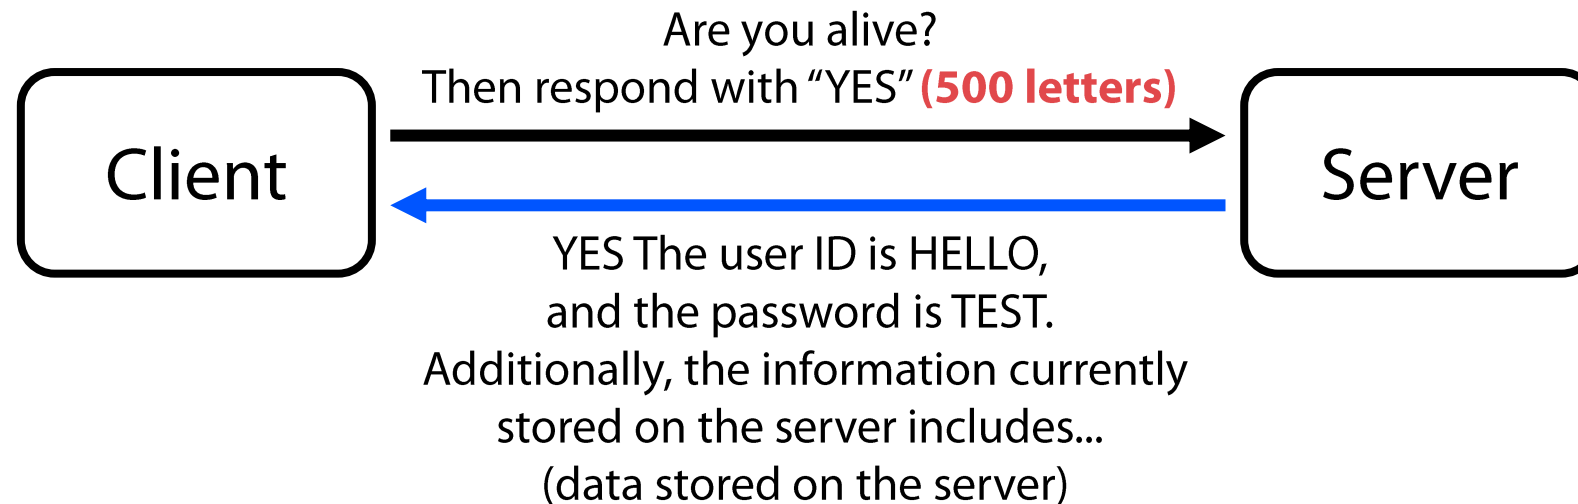 Are you alive?
Then respond with “YES” (500 letters)
Client
Server
YES The user ID is HELLO,
and the password is TEST.
Additionally, the information currently
stored on the server includes...
(data stored on the server)